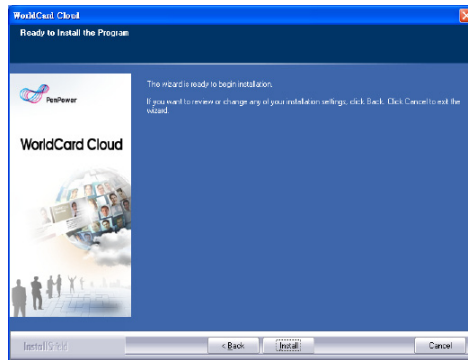 WorldCard Cloud
Ready to Install the Program
PenPower
WorldCard Cloud
The wizard is ready to begin installation.
If you want to review or change any of your installation settings, click Back. Click Cancel to exit the
wizard.
InstallShield
< Back
Install
Cancel